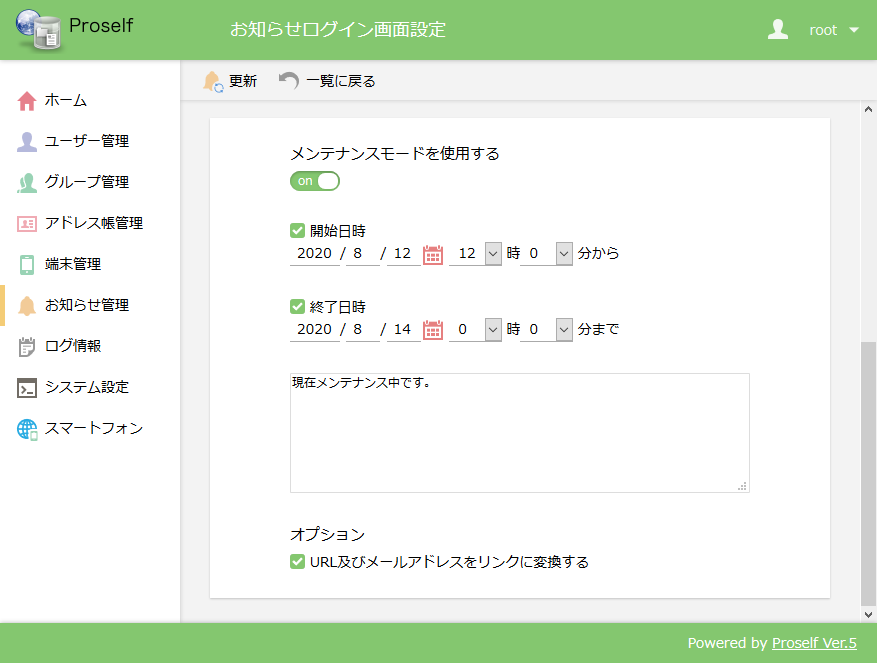 Proself
お知らせログイン画面設定
root
更新 一覧に戻る
ホーム
ユーザー管理
グループ管理
アドレス帳管理
端末管理
お知らせ管理
ログ情報
システム設定
スマートフォン
メンテナンスモードを使用する
on
開始日時
2020 / 8 / 12 12 時 0 分から
終了日時
2020 / 8 / 14 0 時 0 分まで
現在メンテナンス中です。
オプション
URL及びメールアドレスをリンクに変換する
Powered by Proself Ver.5